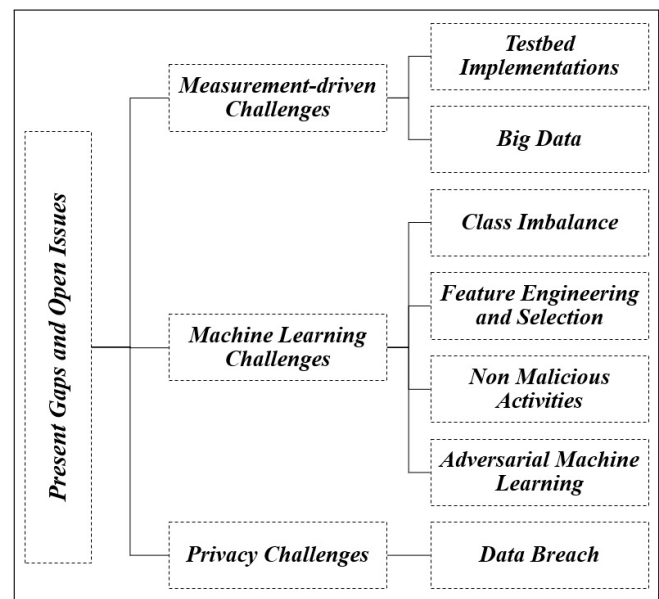 Present Gaps and Open Issues
Measurement-driven
Challenges
Testbed
Implementations
Big Data
Machine Learning
Challenges
Class Imbalance
Feature Engineering
and Selection
Non Malicious
Activities
Adversarial Machine
Learning
Privacy Challenges
Data Breach